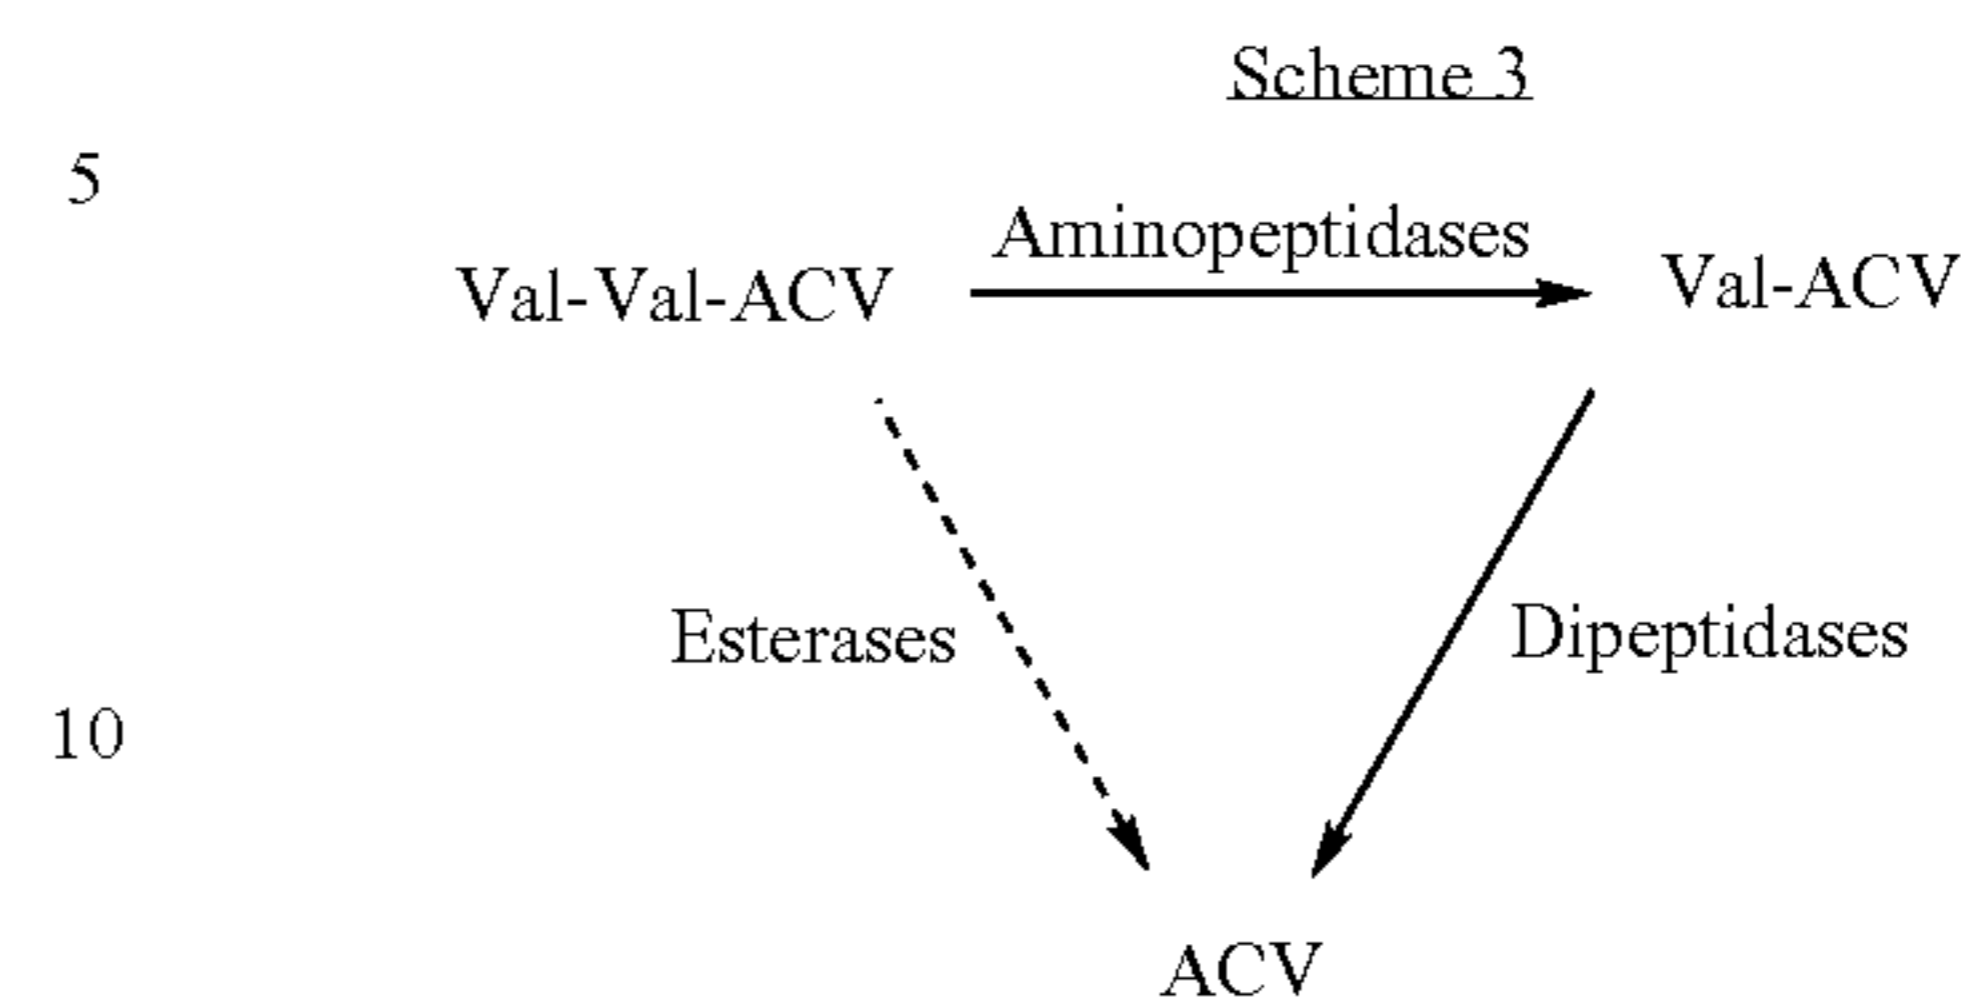 Scheme 3
5
Aminopeptidases
Val-Val-ACV
Val-ACV
Esterases
Dipeptidases
10
ACV